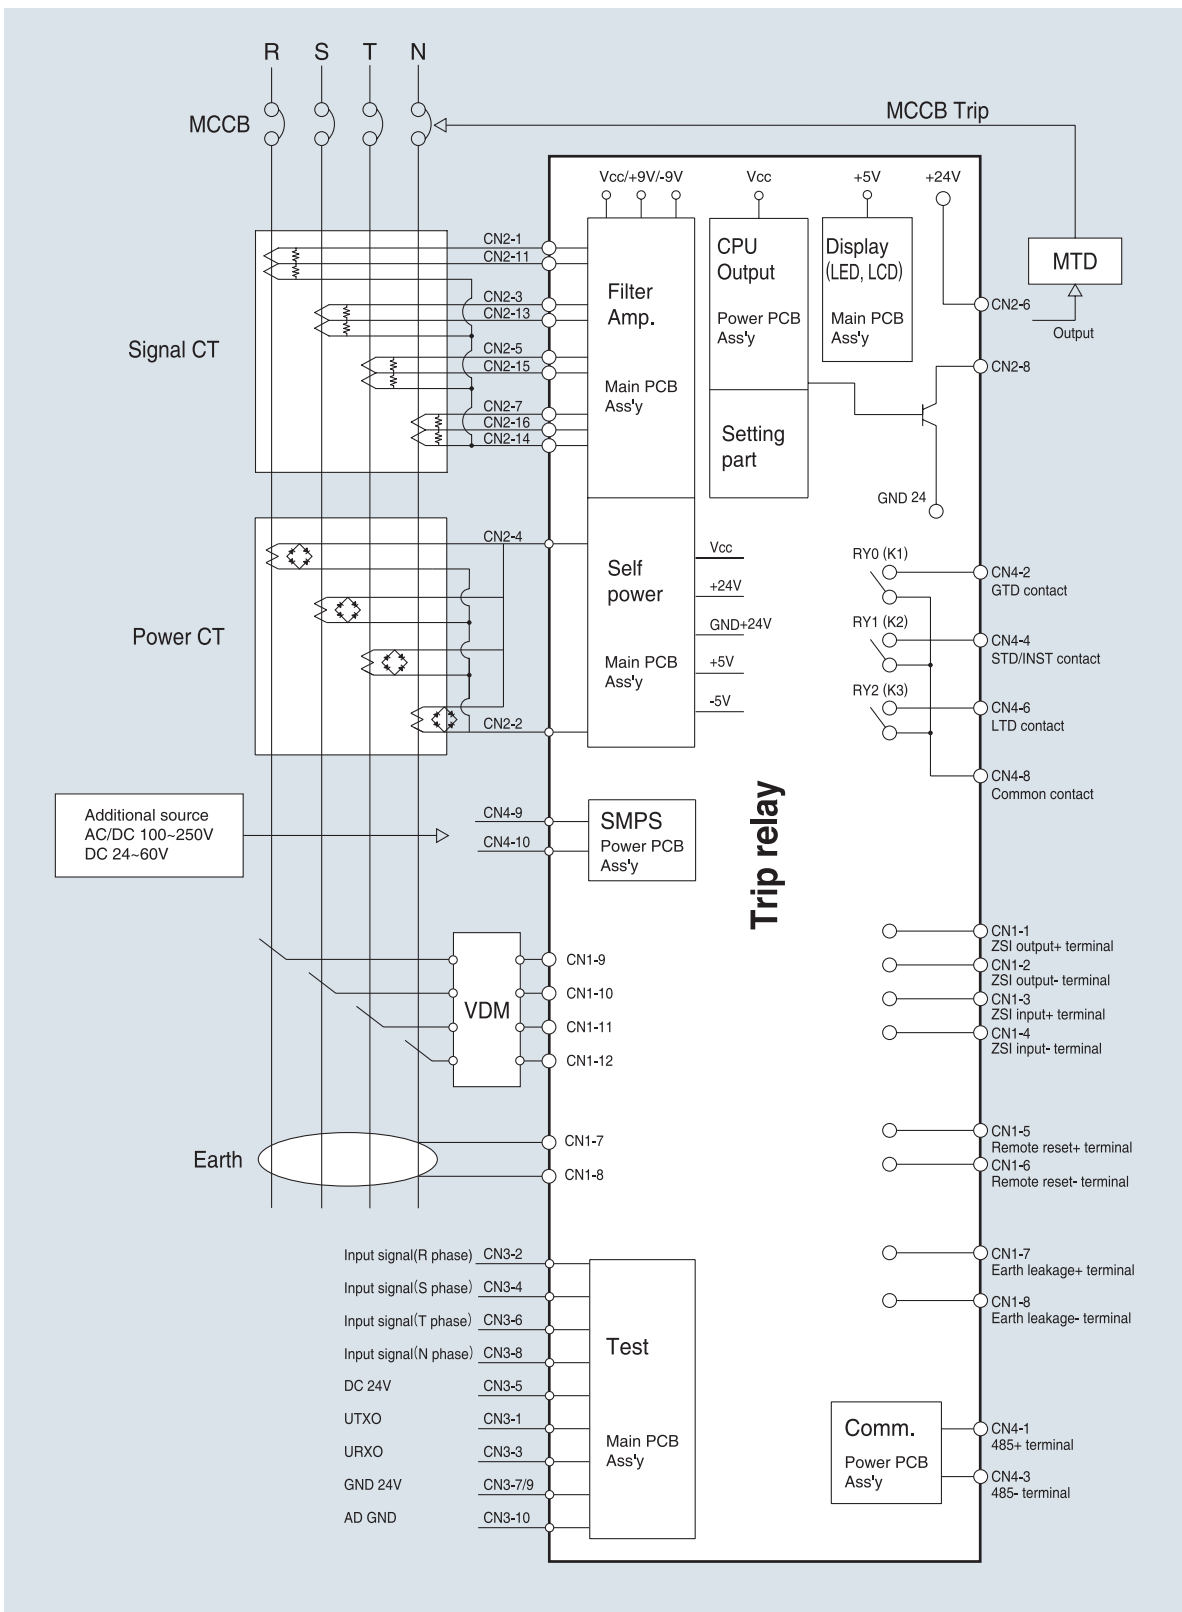 R S T N
MCCB
MCCB Trip
Vcc/+9V/-9V
Vcc
+5V
+24V
CN2-1
CN2-11
CN2-3
CN2-13
CN2-5
CN2-15
CN2-7
CN2-16
CN2-14
Signal CT
Filter
Amp.
Main PCB
Ass'y
CPU
Output
Power PCB
Ass'y
Setting
part
Display
(LED, LCD)
Main PCB
Ass'y
MTD
Output
CN2-6
CN2-8
GND 24
Power CT
CN2-4
CN2-2
Self
power
Main PCB
Ass'y
Vcc
+24V
GND+24V
+5V
-5V
RY0 (K1)
RY1 (K2)
RY2 (K3)
CN4-2
GTD contact
CN4-4
STD/INST contact
CN4-6
LTD contact
CN4-8
Common contact
Additional source
AC/DC 100~250V
DC 24~60V
CN4-9
CN4-10
SMPS
Power PCB
Ass'y
Trip relay
VDM
CN1-9
CN1-10
CN1-11
CN1-12
CN1-1
ZSI output+ terminal
CN1-2
ZSI output- terminal
CN1-3
ZSI input+ terminal
CN1-4
ZSI input- terminal
Earth
CN1-7
CN1-8
CN1-5
Remote reset+ terminal
CN1-6
Remote reset- terminal
CN1-7
Earth leakage+ terminal
CN1-8
Earth leakage- terminal
Input signal(R phase) CN3-2
Input signal(S phase) CN3-4
Input signal(T phase) CN3-6
Input signal(N phase) CN3-8
DC 24V CN3-5
UTXO CN3-1
URXO CN3-3
GND 24V CN3-7/9
AD GND CN3-10
Test
Main PCB
Ass'y
Comm.
Power PCB
Ass'y
CN4-1
485+ terminal
CN4-3
485- terminal